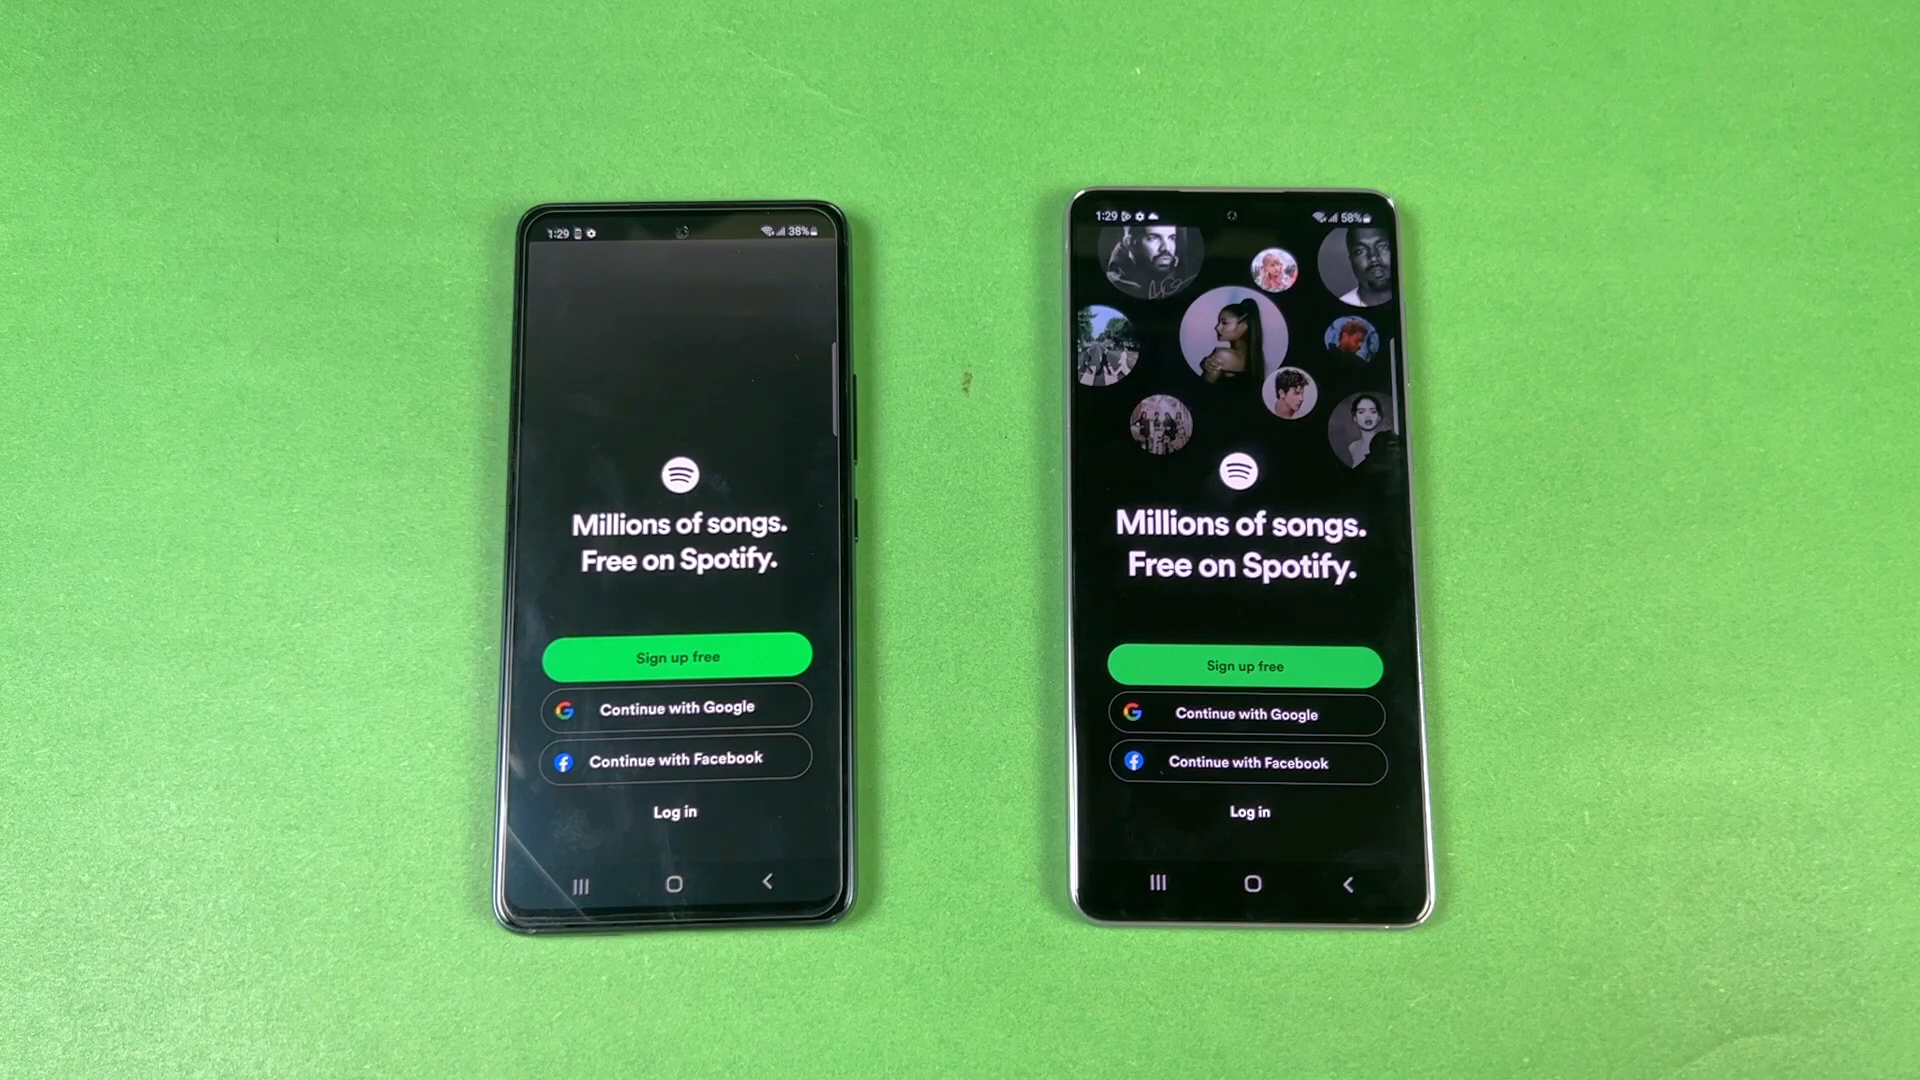 1:29
38%
Millions of songs.
Free on Spotify.
Sign up free
Continue with Google
Continue with Facebook
Log in
1:29
58%
Millions of songs.
Free on Spotify.
Sign up free
Continue with Google
Continue with Facebook
Log in